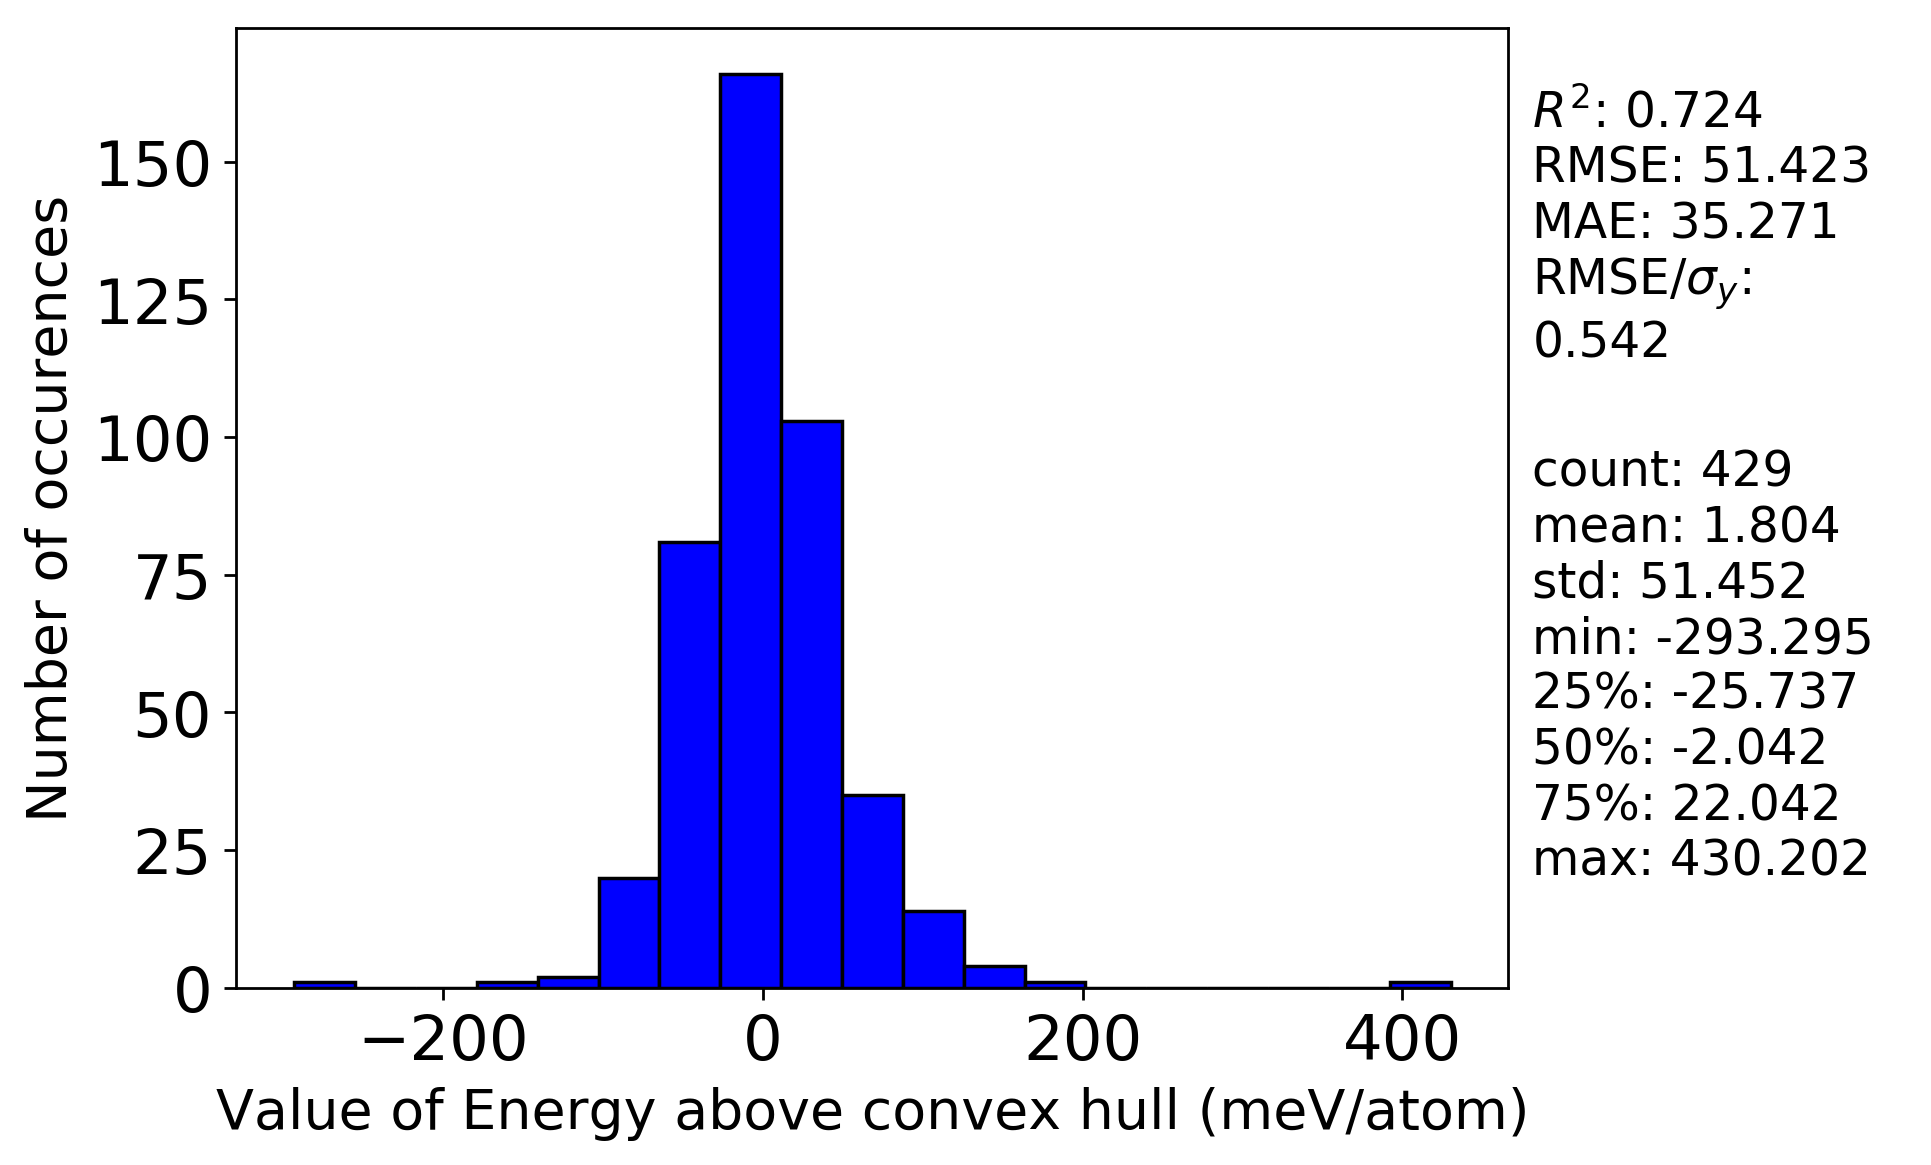 Number of occurences
150
125
100
75
50
25
0
−200 0 200 400
Value of Energy above convex hull (meV/atom)
R²: 0.724
RMSE: 51.423
MAE: 35.271
RMSE/σ_y:
0.542
count: 429
mean: 1.804
std: 51.452
min: -293.295
25%: -25.737
50%: -2.042
75%: 22.042
max: 430.202